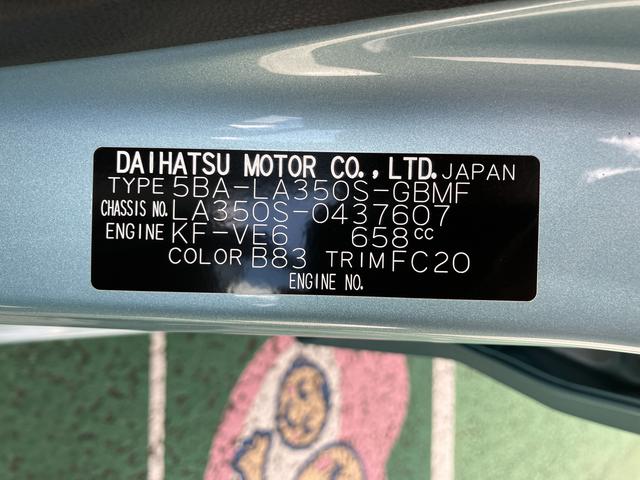 DAIHATSU MOTOR CO., LTD. JAPAN
TYPE 5BA-LA350S-GBMF
CHASSIS NO. LA350S-0437607
ENGINE KF-VE6 658cc
COLOR B83 TRIM FC20
ENGINE NO.